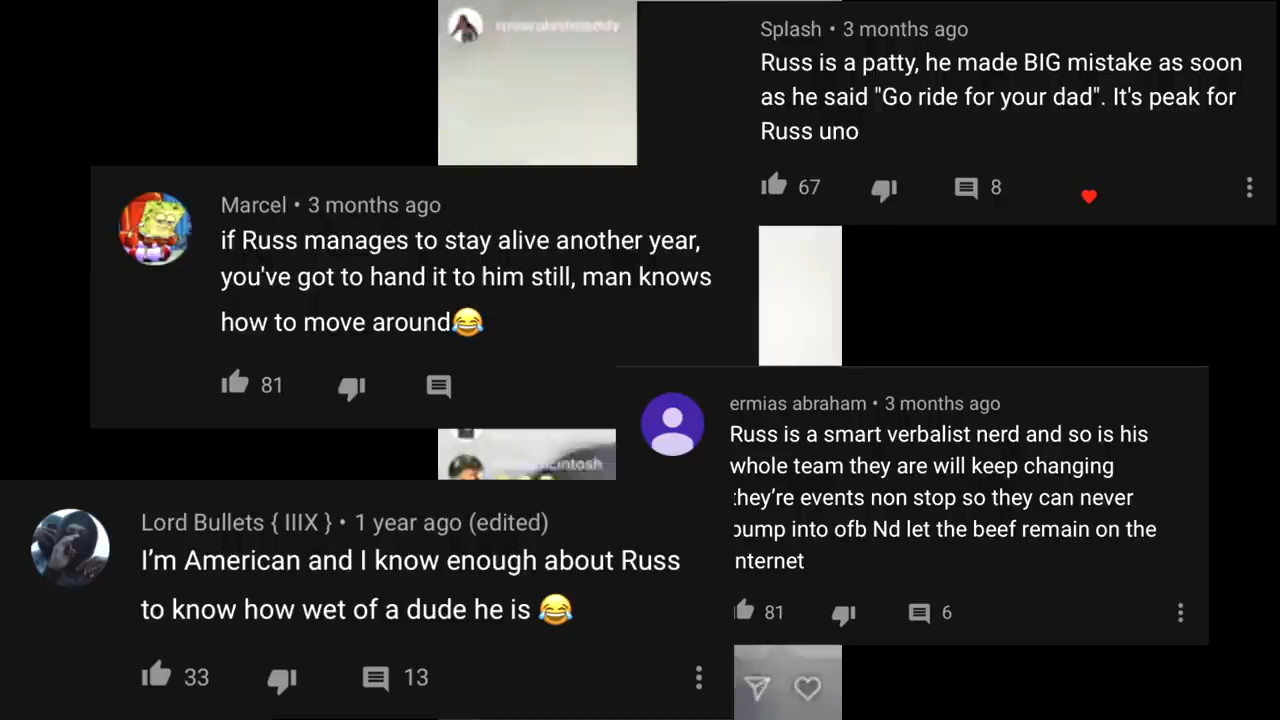 Splash • 3 months ago
Russ is a patty, he made BIG mistake as soon
as he said "Go ride for your dad". It's peak for
Russ uno
67
8
Marcel • 3 months ago
if Russ manages to stay alive another year,
you've got to hand it to him still, man knows
how to move around😂
81
ermias abraham • 3 months ago
Russ is a smart verbalist nerd and so is his
whole team they are will keep changing
they’re events non stop so they can never
bump into ofb Nd let the beef remain on the
nternet
81
6
Lord Bullets { IIIX } • 1 year ago (edited)
I’m American and I know enough about Russ
to know how wet of a dude he is 😂
33
13